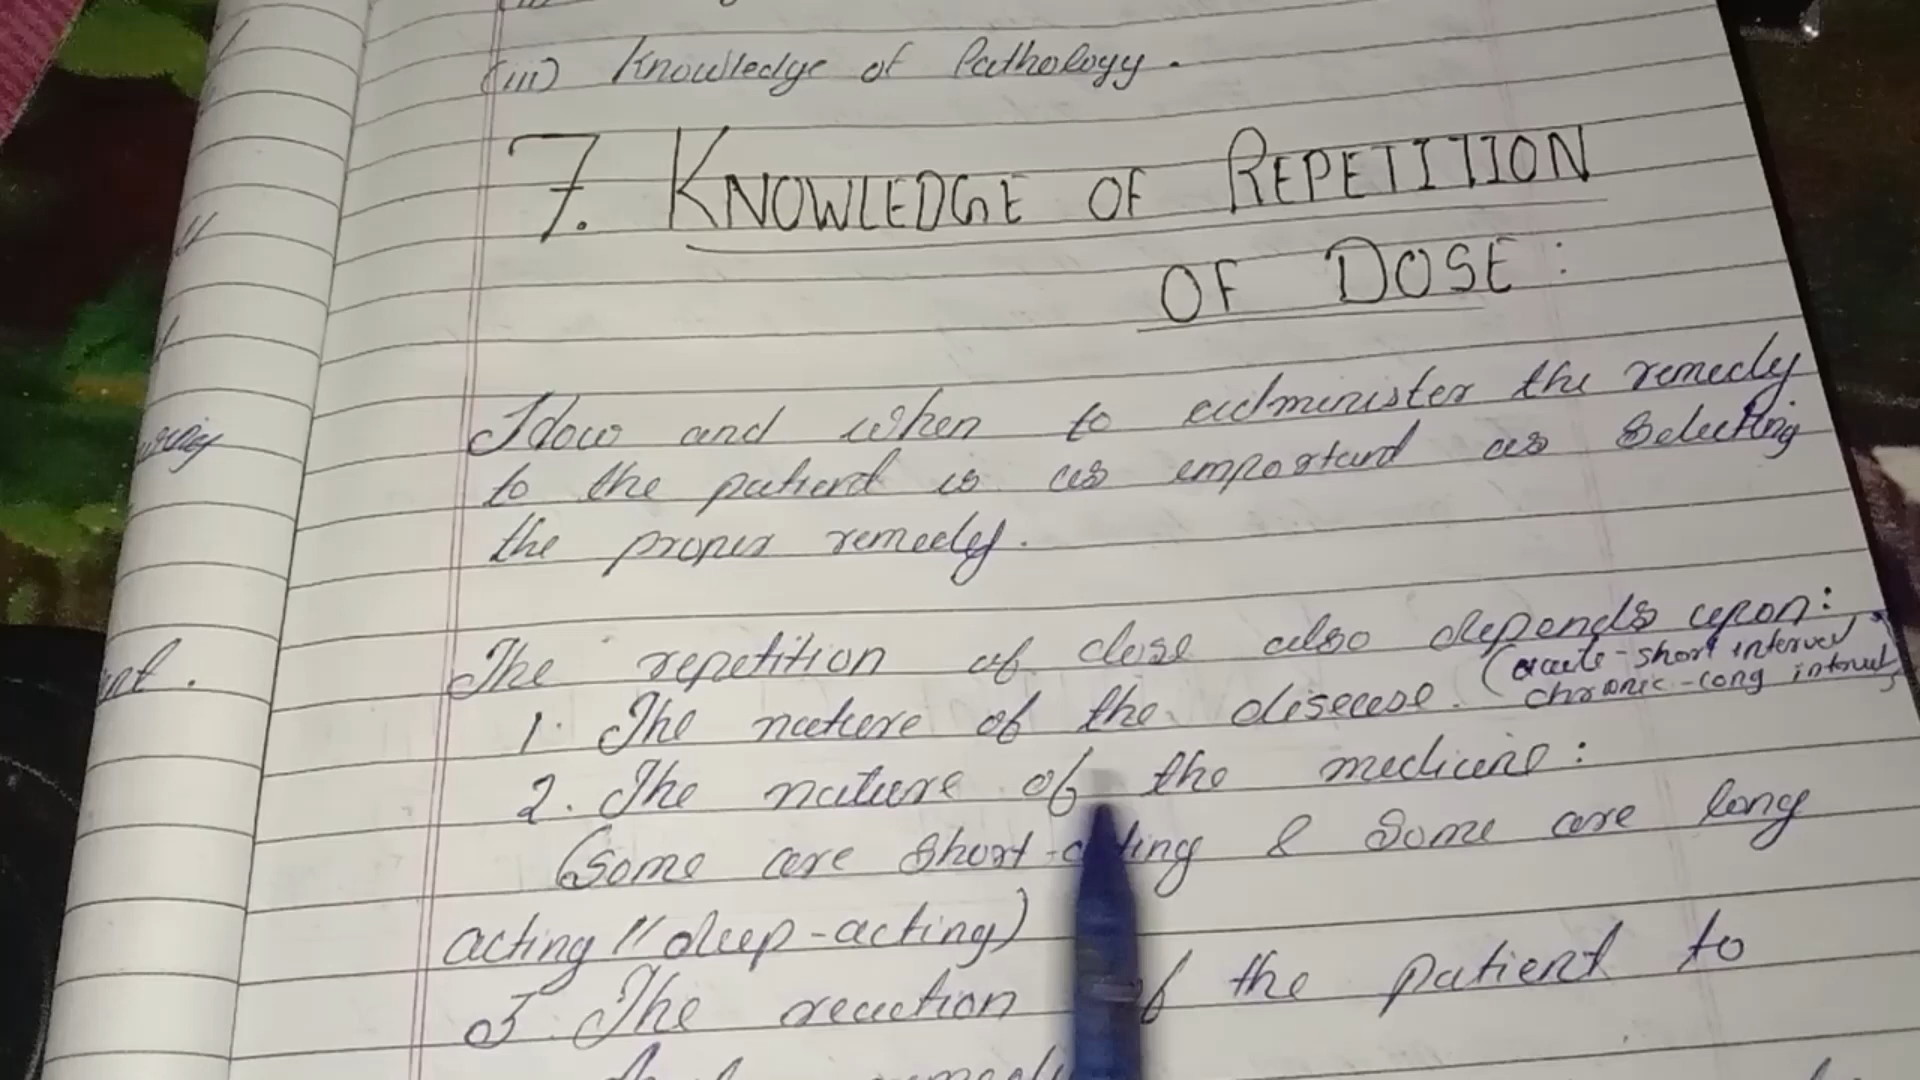 (iii) Knowledge of Pathology.
7. KNOWLEDGE OF REPETITION
OF DOSE:
How and when to administer the remedy
to the patient is as important as Selecting
the proper remedy.
The repetition of dose also depends upon:
1. The nature of the disease. (acute-short interval
chronic-long interval)
2. The nature of the medicine:
(Some are Short-acting & Some are long
acting // deep-acting)
3. The reaction of the patient to